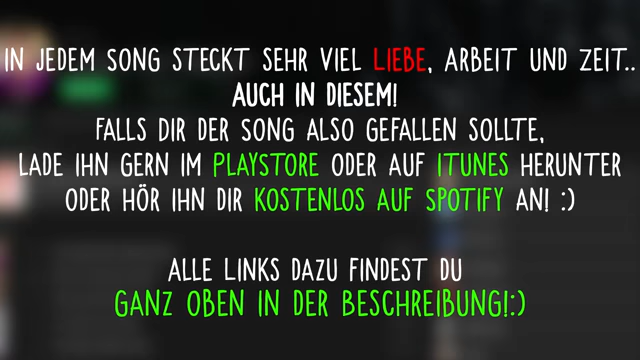 IN JEDEM SONG STECKT SEHR VIEL LIEBE, ARBEIT UND ZEIT..
AUCH IN DIESEM!
FALLS DIR DER SONG ALSO GEFALLEN SOLLTE,
LADE IHN GERN IM PLAYSTORE ODER AUF ITUNES HERUNTER
ODER HÖR IHN DIR KOSTENLOS AUF SPOTIFY AN! :)
ALLE LINKS DAZU FINDEST DU
GANZ OBEN IN DER BESCHREIBUNG!:)